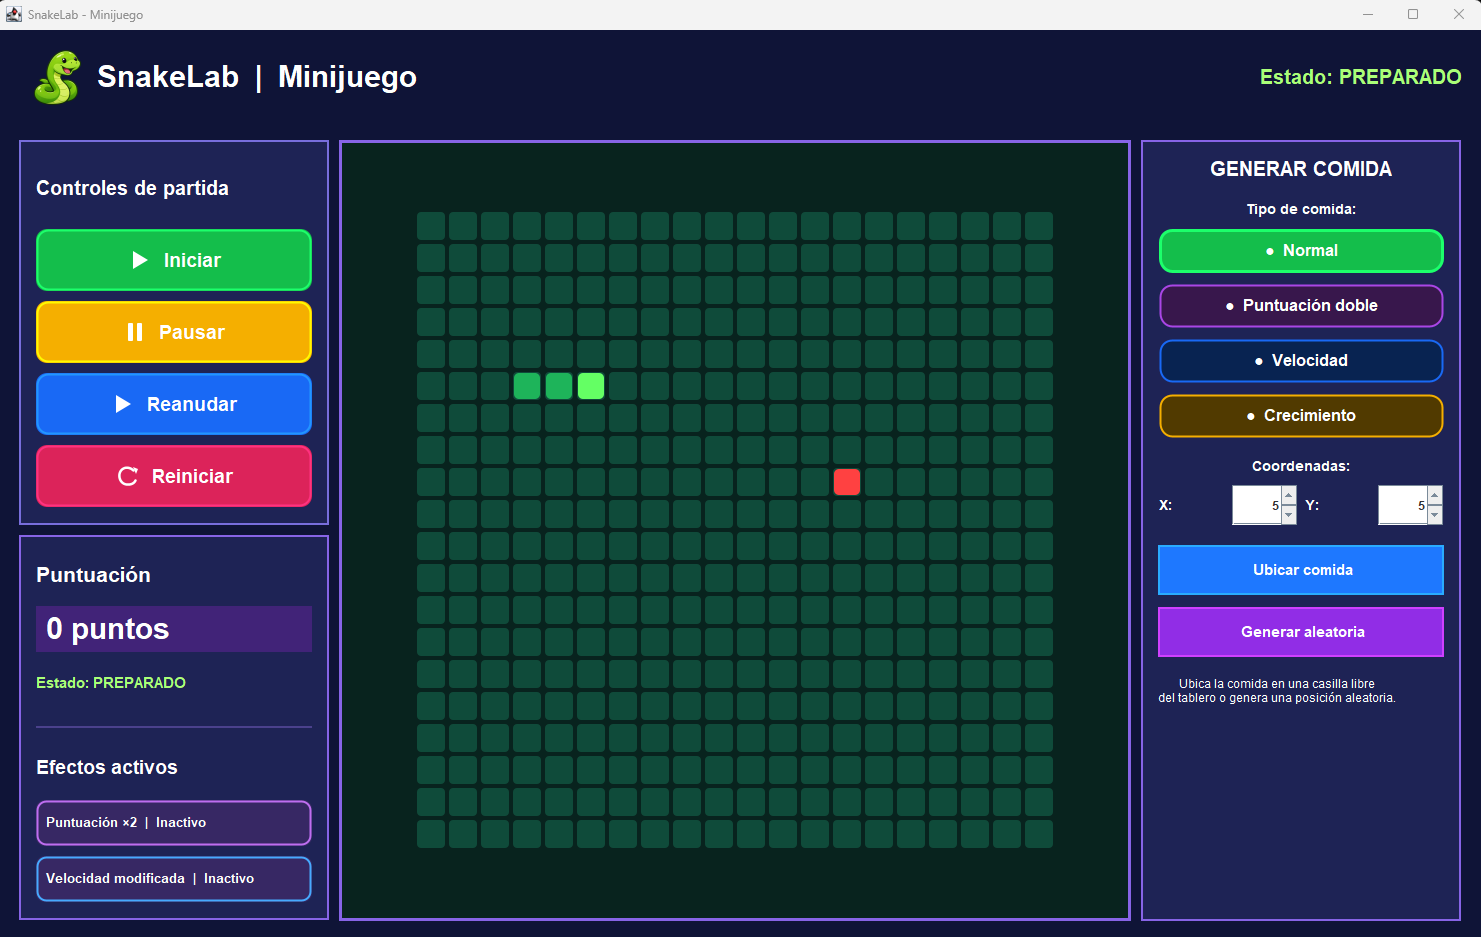 SnakeLab - Minijuego
SnakeLab | Minijuego
Estado: PREPARADO
Controles de partida
Iniciar
Pausar
Reanudar
Reiniciar
Puntuación
0 puntos
Estado: PREPARADO
Efectos activos
Puntuación ×2 | Inactivo
Velocidad modificada | Inactivo
GENERAR COMIDA
Tipo de comida:
● Normal
● Puntuación doble
● Velocidad
● Crecimiento
Coordenadas:
X: 5 Y: 5
Ubicar comida
Generar aleatoria
Ubica la comida en una casilla libre
del tablero o genera una posición aleatoria.